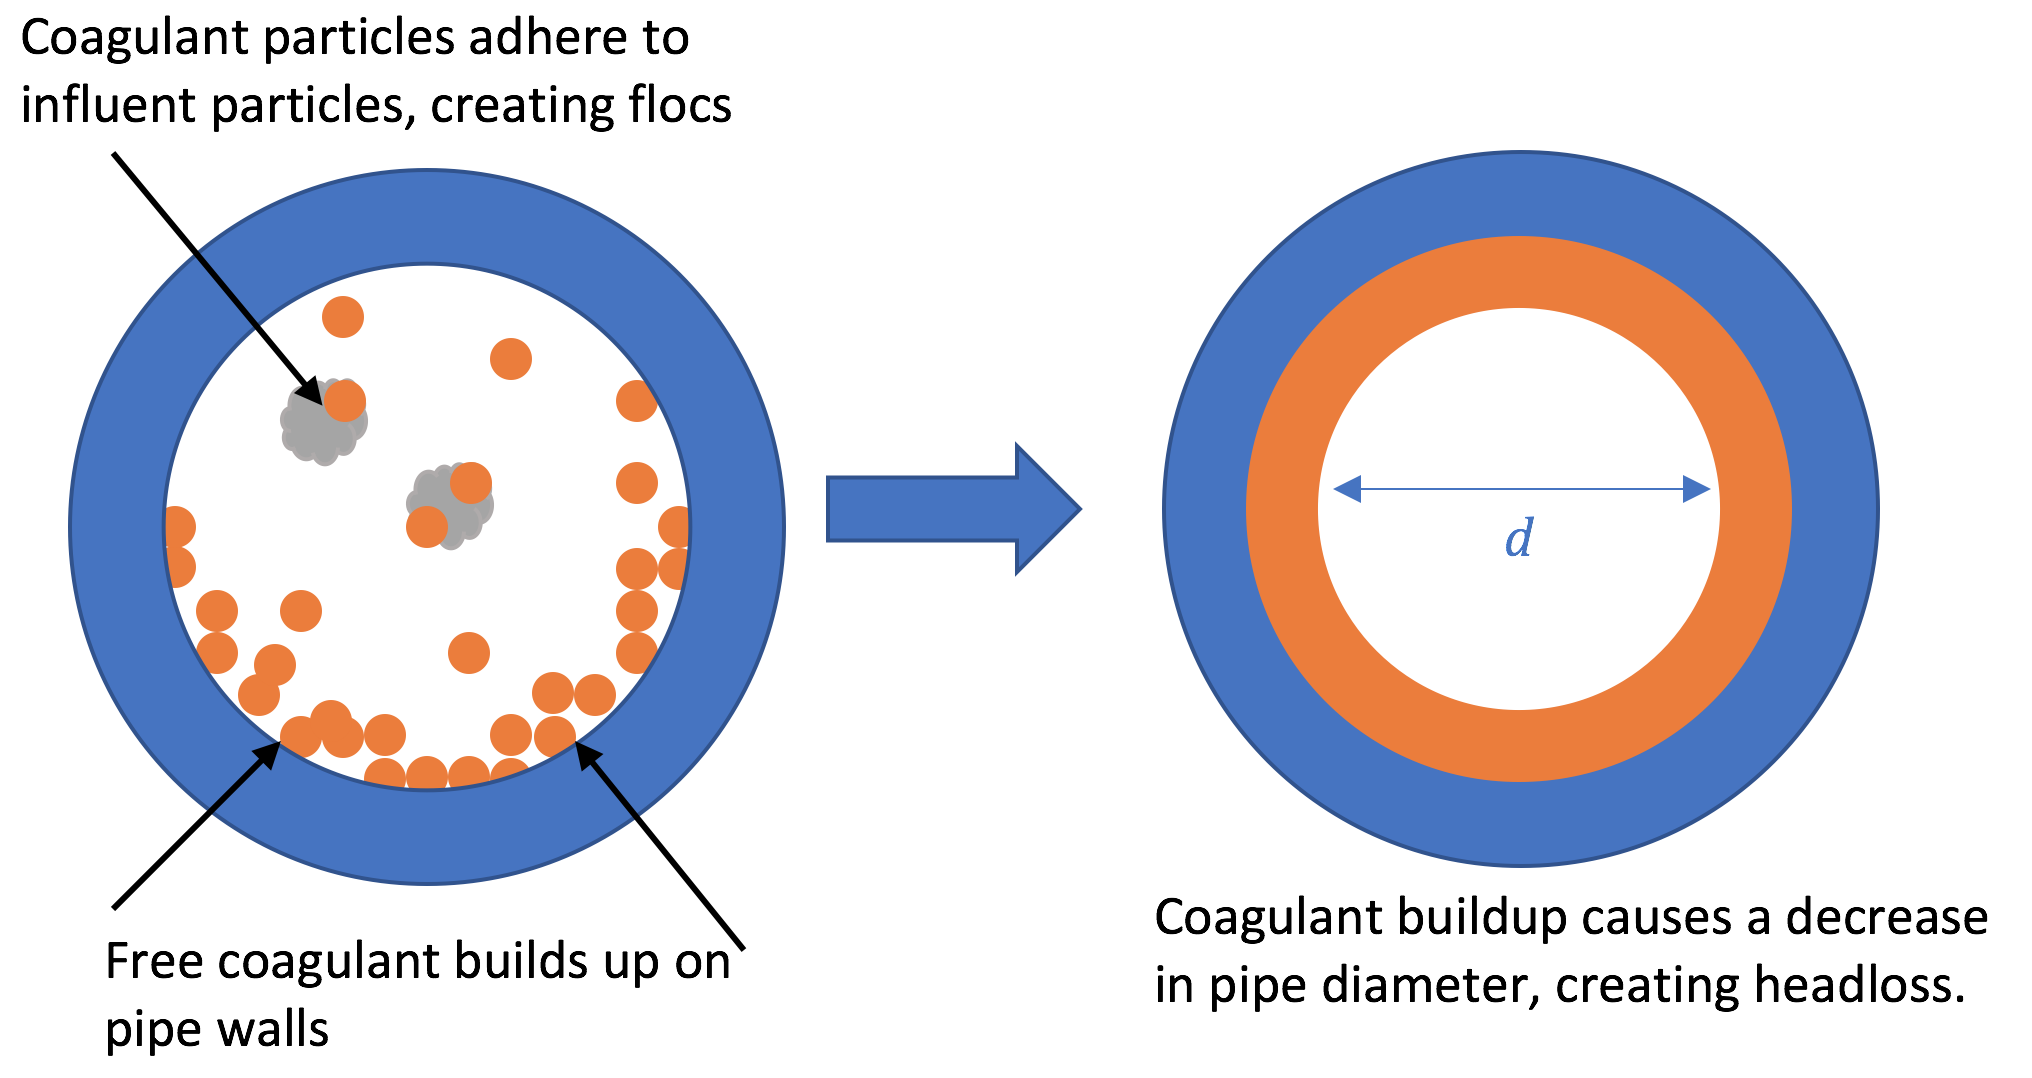 Coagulant particles adhere to
influent particles, creating flocs
d
Free coagulant builds up on
pipe walls
Coagulant buildup causes a decrease
in pipe diameter, creating headloss.